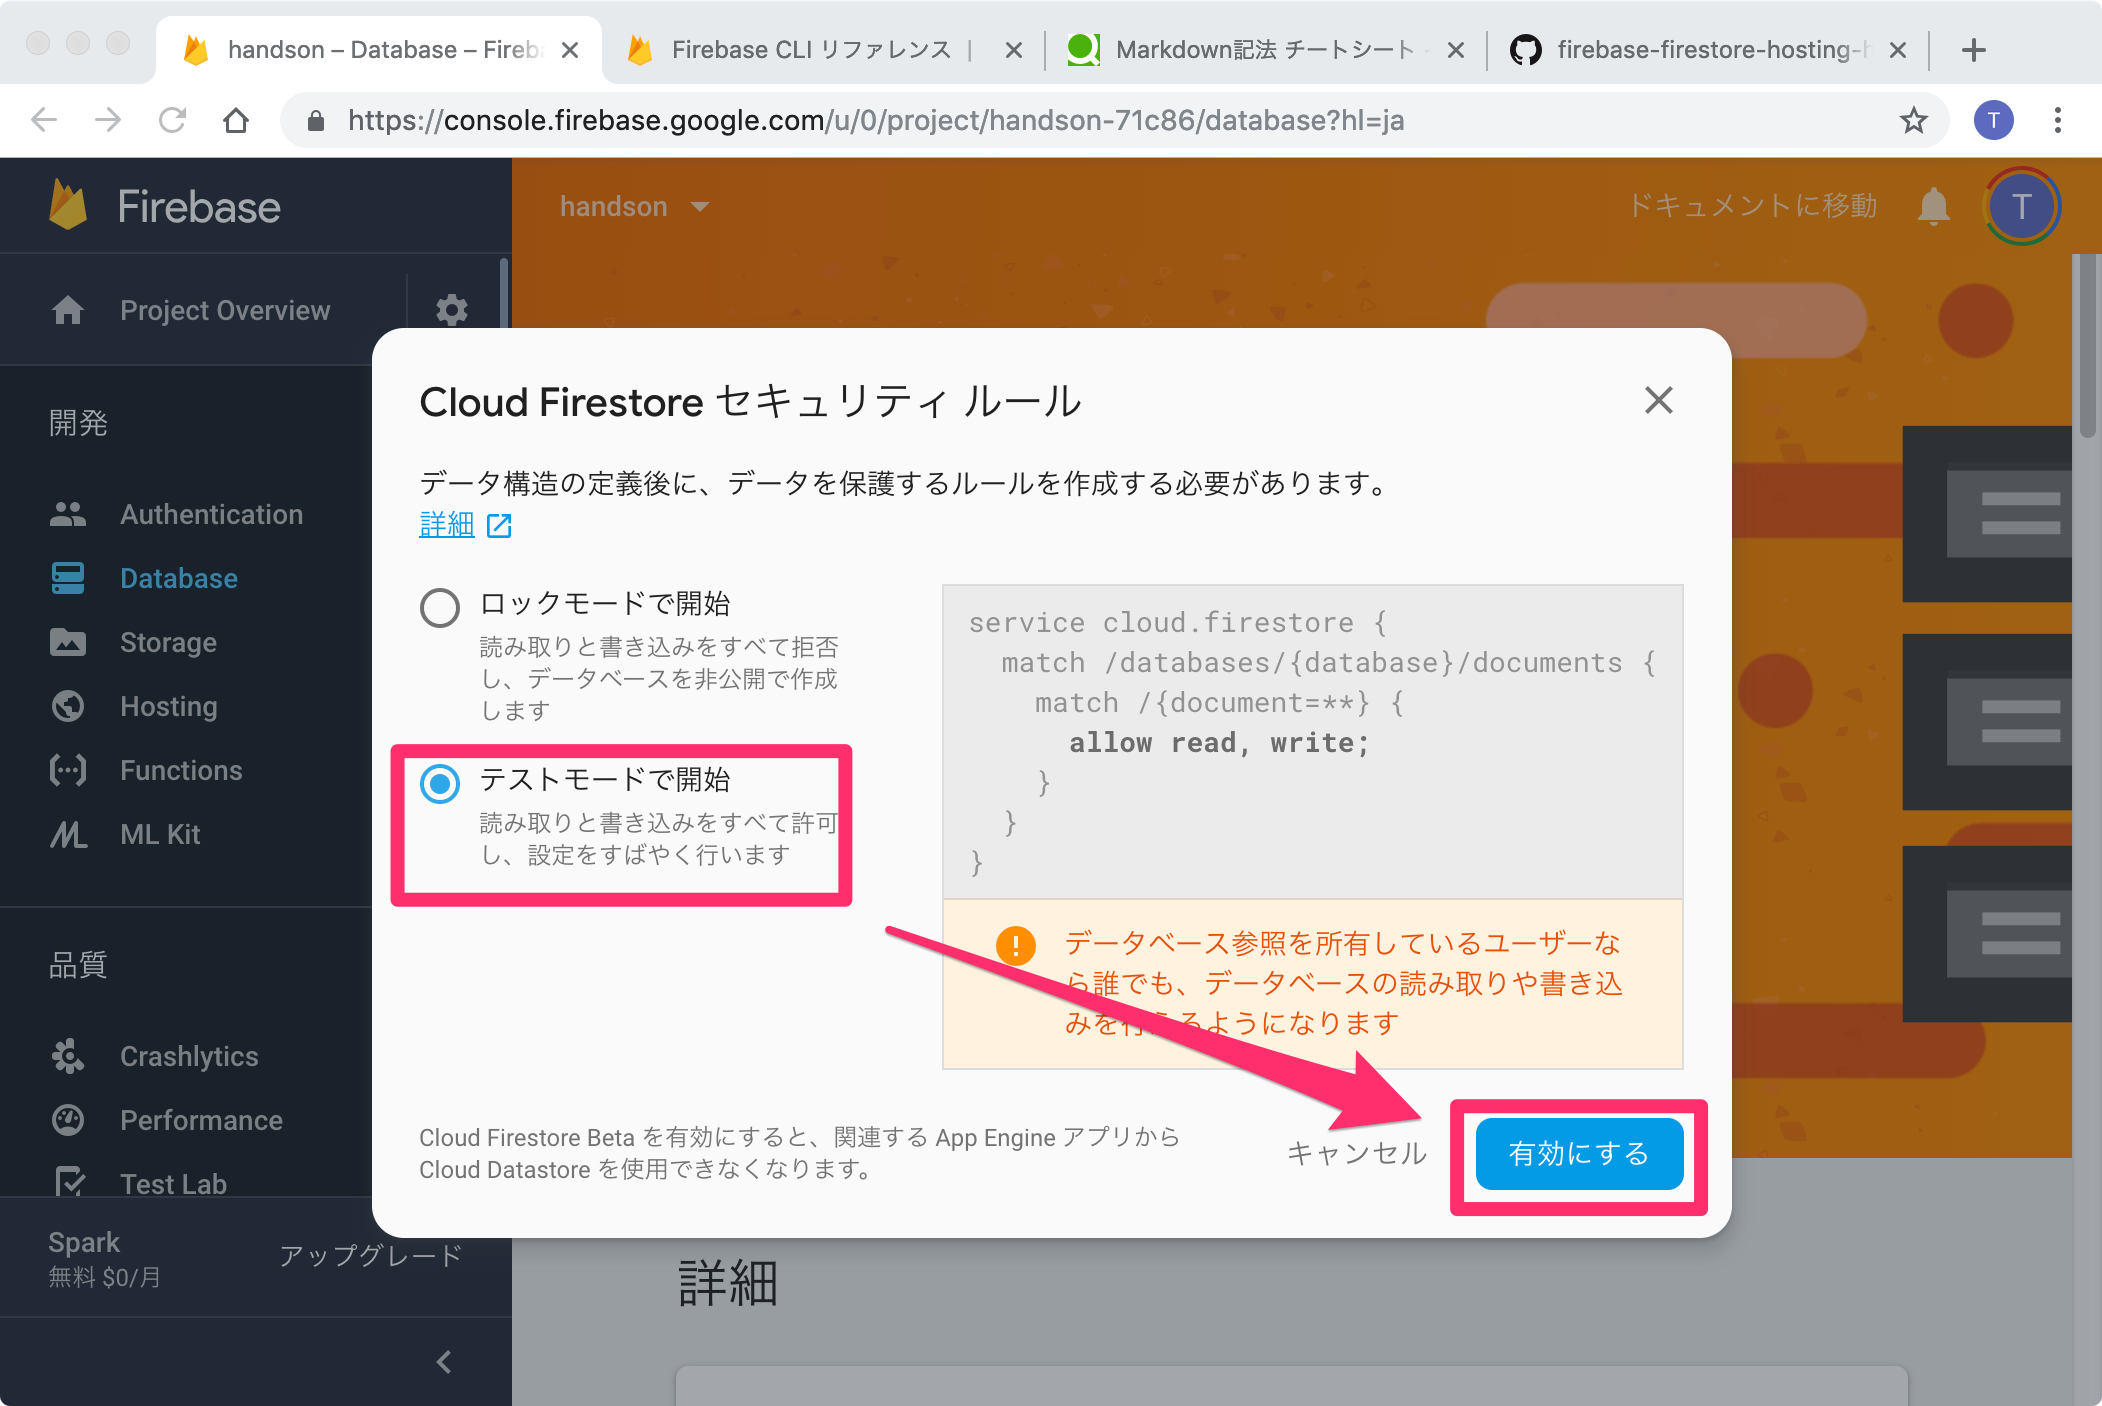 handson – Database – Fireb
Firebase CLI リファレンス |
Markdown記法 チートシート -
firebase-firestore-hosting-h
https://console.firebase.google.com/u/0/project/handson-71c86/database?hl=ja
T
Firebase
handson
ドキュメントに移動
T
Project Overview
開発
Authentication
Database
Storage
Hosting
Functions
ML Kit
品質
Crashlytics
Performance
Test Lab
Spark
無料 $0/月
アップグレード
Cloud Firestore セキュリティ ルール
データ構造の定義後に、データを保護するルールを作成する必要があります。
詳細
ロックモードで開始
読み取りと書き込みをすべて拒否
し、データベースを非公開で作成
します
テストモードで開始
読み取りと書き込みをすべて許可
し、設定をすばやく行います
service cloud.firestore {
match /databases/{database}/documents {
match /{document=**} {
allow read, write;
}
}
}
データベース参照を所有しているユーザーな
ら誰でも、データベースの読み取りや書き込
みを行えるようになります
Cloud Firestore Beta を有効にすると、関連する App Engine アプリから
Cloud Datastore を使用できなくなります。
キャンセル
有効にする
詳細